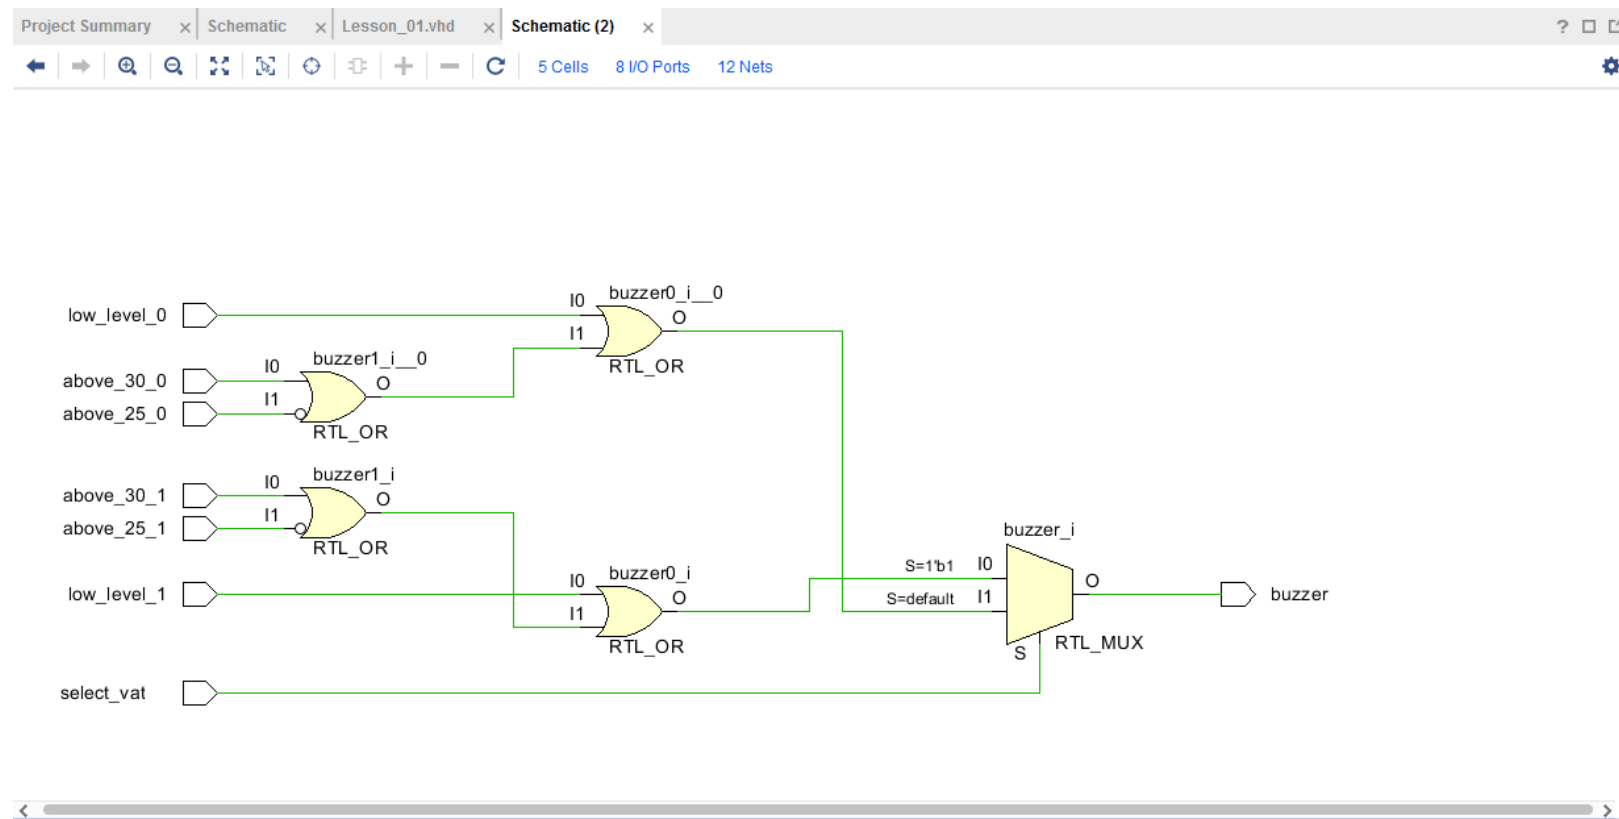 Project Summary × Schematic × Lesson_01.vhd × Schematic (2) × ?
5 Cells 8 I/O Ports 12 Nets
buzzer0_i__0
low_level_0 I0 O
I1
RTL_OR
buzzer1_i__0
above_30_0 I0 O
above_25_0 I1
RTL_OR
buzzer1_i
above_30_1 I0 O
above_25_1 I1
RTL_OR
buzzer0_i
low_level_1 I0 O
I1
RTL_OR
buzzer_i
S=1'b1 I0 O
S=default I1
S RTL_MUX
buzzer
select_vat